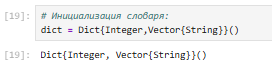 [19]: # Инициализация словаря:
dict = Dict{Integer,Vector{String}}()
[19]: Dict{Integer, Vector{String}}()